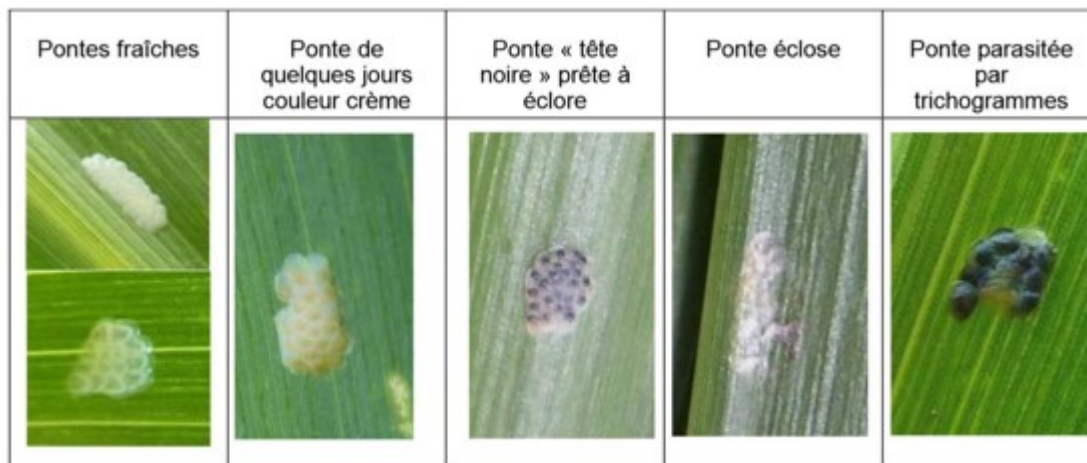 Pontes fraîches
Ponte de
quelques jours
couleur crème
Ponte « tête
noire » prête à
éclore
Ponte éclose
Ponte parasitée
par
trichogrammes